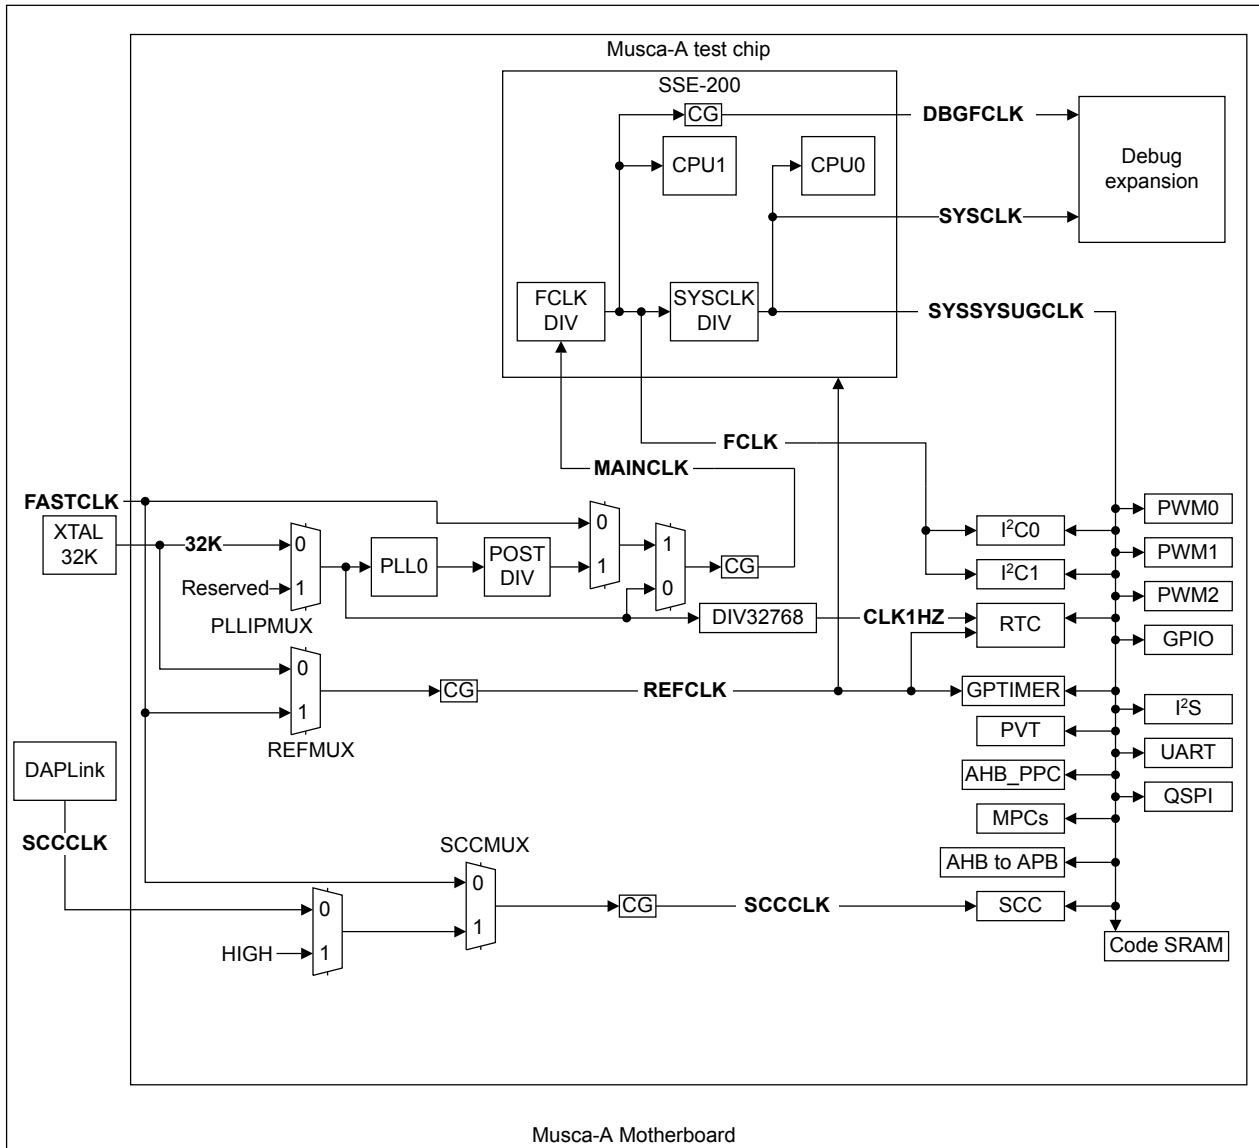 Musca-A test chip
SSE-200
CG
DBGFCLK
CPU1
CPU0
Debug
expansion
SYSCLK
FCLK
DIV
SYSCLK
DIV
SYSSYSUGCLK
FCLK
MAINCLK
FASTCLK
XTAL
32K
32K
0
Reserved
1
PLLIPMUX
PLL0
POST
DIV
0
1
1
0
CG
DIV32768
CLK1HZ
I²C0
I²C1
RTC
PWM0
PWM1
PWM2
GPIO
0
1
REFMUX
CG
REFCLK
GPTIMER
PVT
AHB_PPC
MPCs
AHB to APB
SCC
I²S
UART
QSPI
Code SRAM
DAPLink
SCCCLK
0
HIGH
1
SCCMUX
0
1
CG
SCCCLK
Musca-A Motherboard